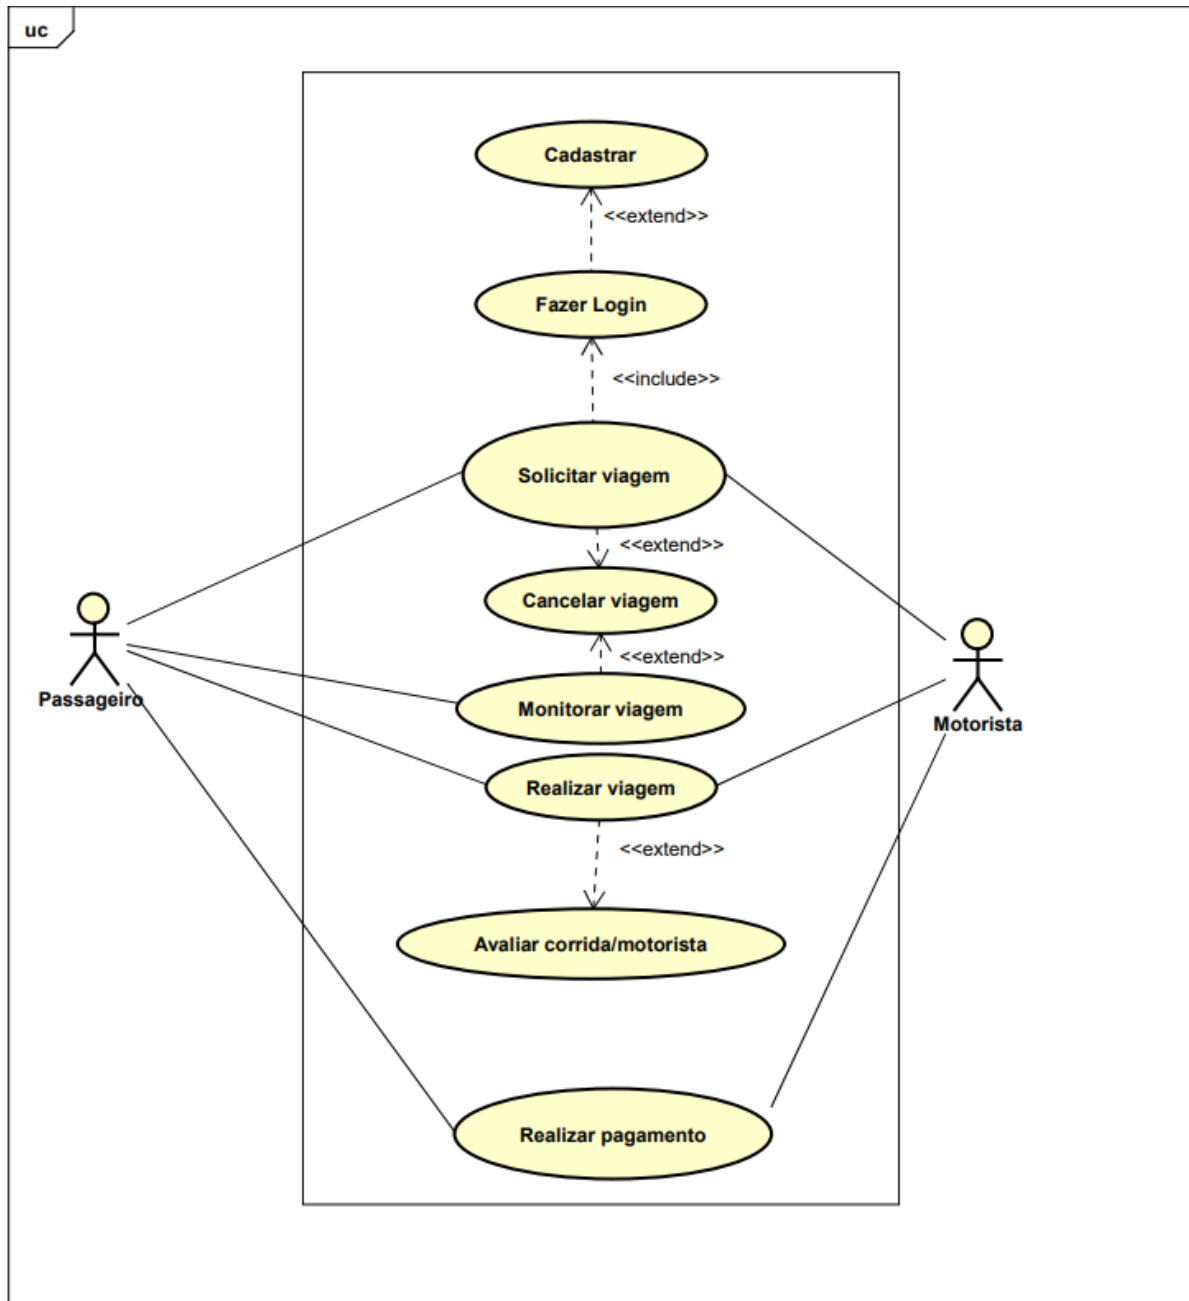 uc
Cadastrar
<<extend>>
Fazer Login
<<include>>
Solicitar viagem
<<extend>>
Cancelar viagem
<<extend>>
Passageiro
Monitorar viagem
Motorista
Realizar viagem
<<extend>>
Avaliar corrida/motorista
Realizar pagamento